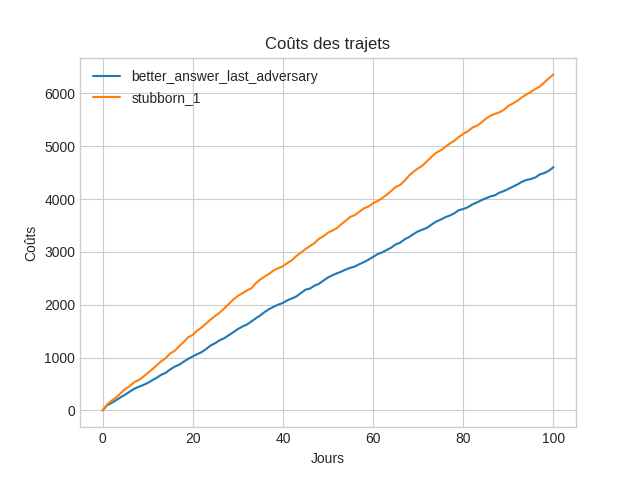 Coûts des trajets
better_answer_last_adversary
stubborn_1
6000
5000
4000
3000
2000
1000
0
Coûts
0 20 40 60 80 100
Jours